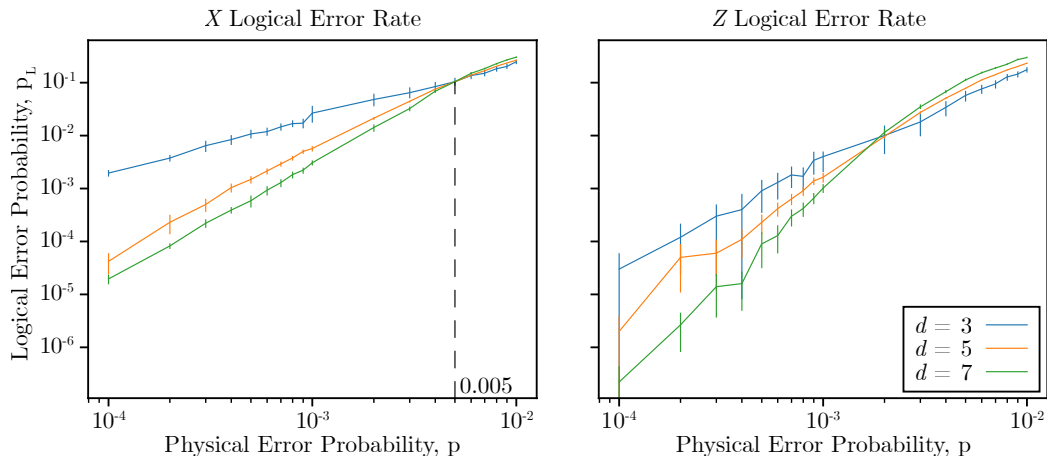 X Logical Error Rate
Logical Error Probability, p_L
10^-1
10^-2
10^-3
10^-4
10^-5
10^-6
0.005
10^-4
10^-3
10^-2
Physical Error Probability, p
Z Logical Error Rate
d = 3
d = 5
d = 7
10^-4
10^-3
10^-2
Physical Error Probability, p